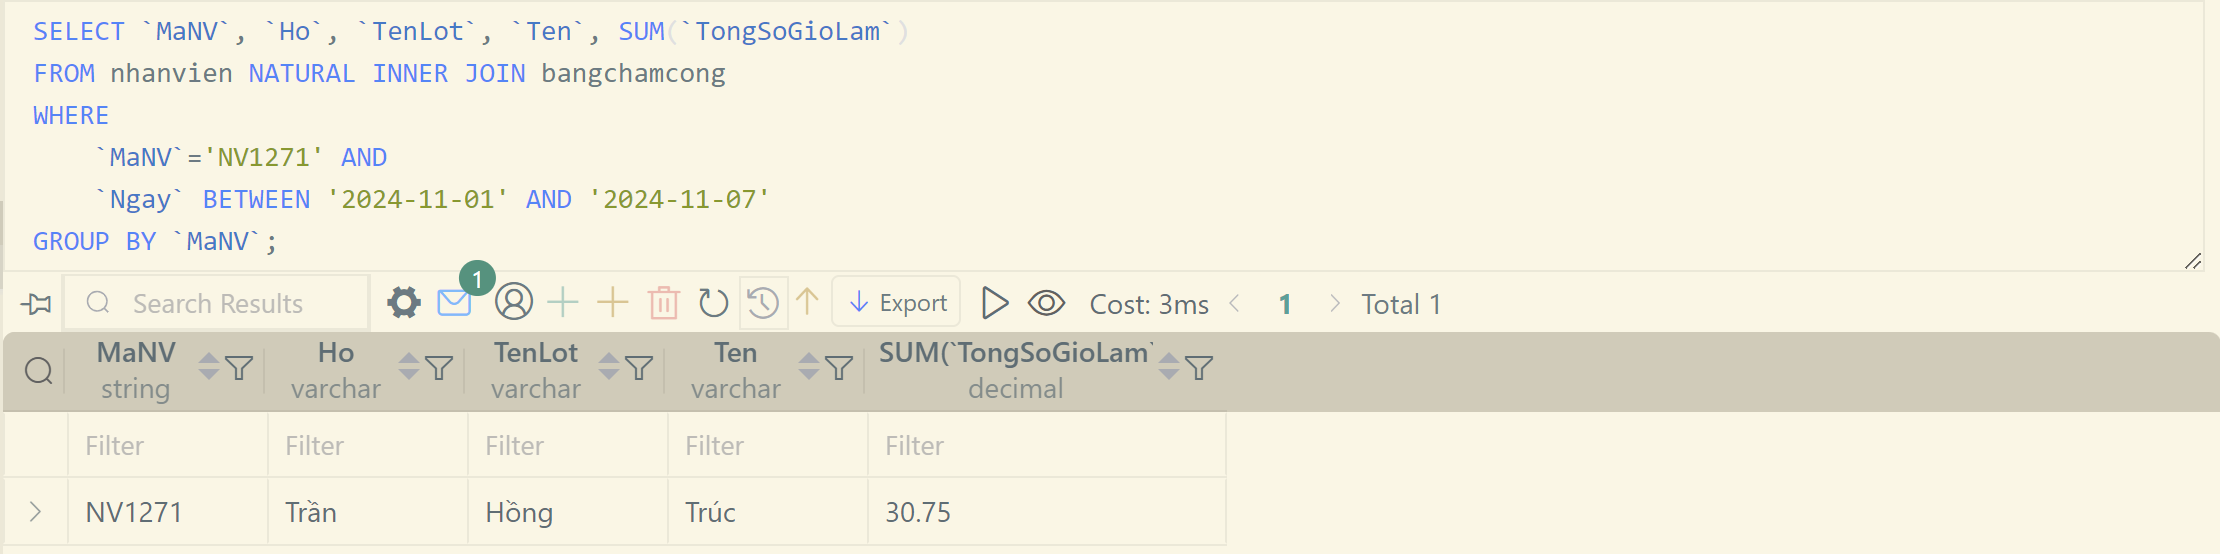 SELECT `MaNV`, `Ho`, `TenLot`, `Ten`, SUM(`TongSoGioLam`)
FROM nhanvien NATURAL INNER JOIN bangchamcong
WHERE
    `MaNV`='NV1271' AND
    `Ngay` BETWEEN '2024-11-01' AND '2024-11-07'
GROUP BY `MaNV`;
Search Results 1 Export Cost: 3ms 1 Total 1
MaNV Ho TenLot Ten SUM(`TongSoGioLam`
string varchar varchar varchar decimal
Filter Filter Filter Filter Filter
NV1271 Trần Hồng Trúc 30.75